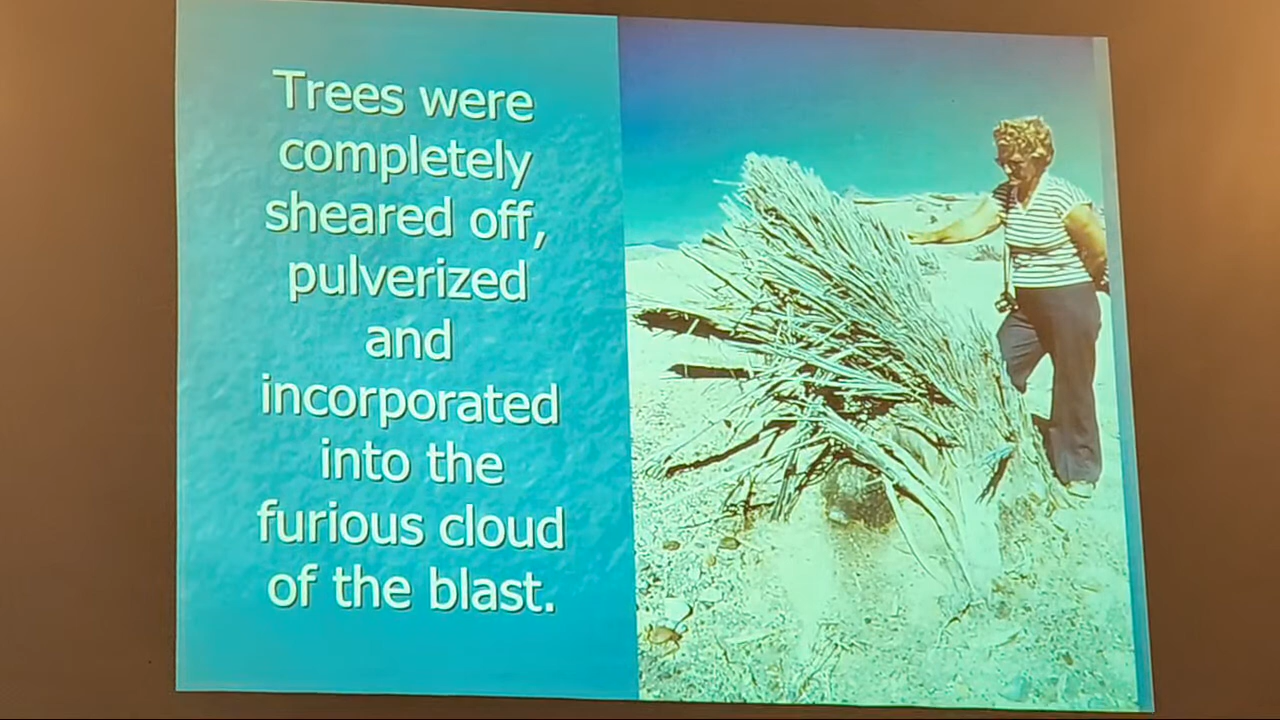 Trees were
completely
sheared off,
pulverized
and
incorporated
into the
furious cloud
of the blast.